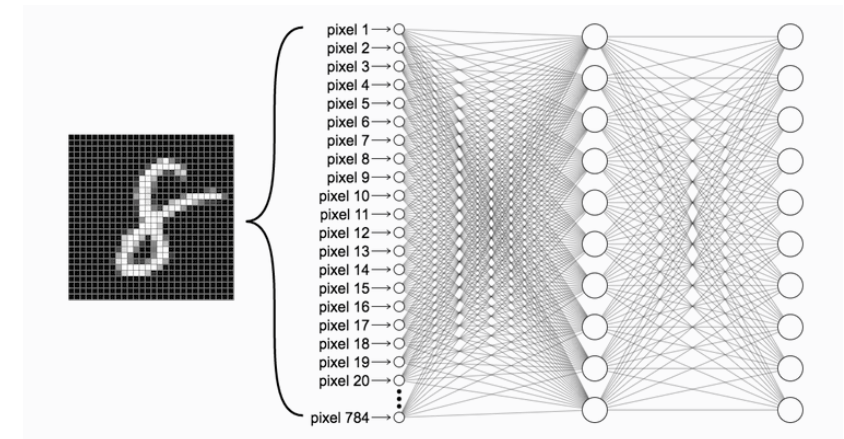 pixel 1
pixel 2
pixel 3
pixel 4
pixel 5
pixel 6
pixel 7
pixel 8
pixel 9
pixel 10
pixel 11
pixel 12
pixel 13
pixel 14
pixel 15
pixel 16
pixel 17
pixel 18
pixel 19
pixel 20
pixel 784
8